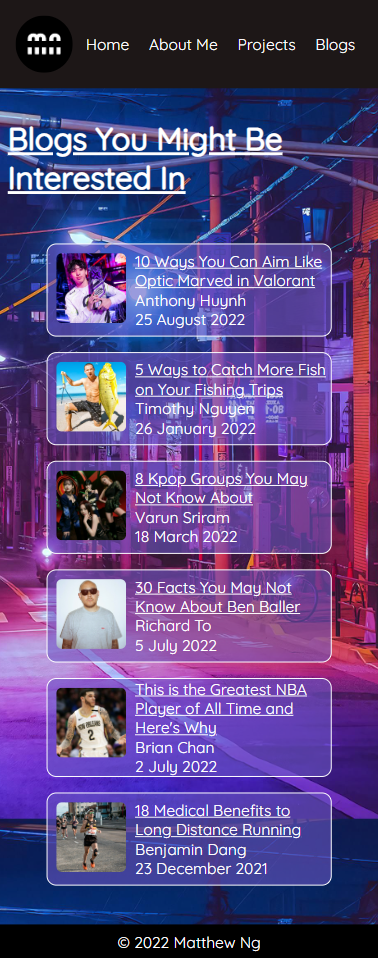 mn
Home About Me Projects Blogs
Blogs You Might Be
Interested In
10 Ways You Can Aim Like
Optic Marved in Valorant
Anthony Huynh
25 August 2022
5 Ways to Catch More Fish
on Your Fishing Trips
Timothy Nguyen
26 January 2022
8 Kpop Groups You May
Not Know About
Varun Sriram
18 March 2022
30 Facts You May Not
Know About Ben Baller
Richard To
5 July 2022
This is the Greatest NBA
Player of All Time and
Here's Why
Brian Chan
2 July 2022
18 Medical Benefits to
Long Distance Running
Benjamin Dang
23 December 2021
© 2022 Matthew Ng